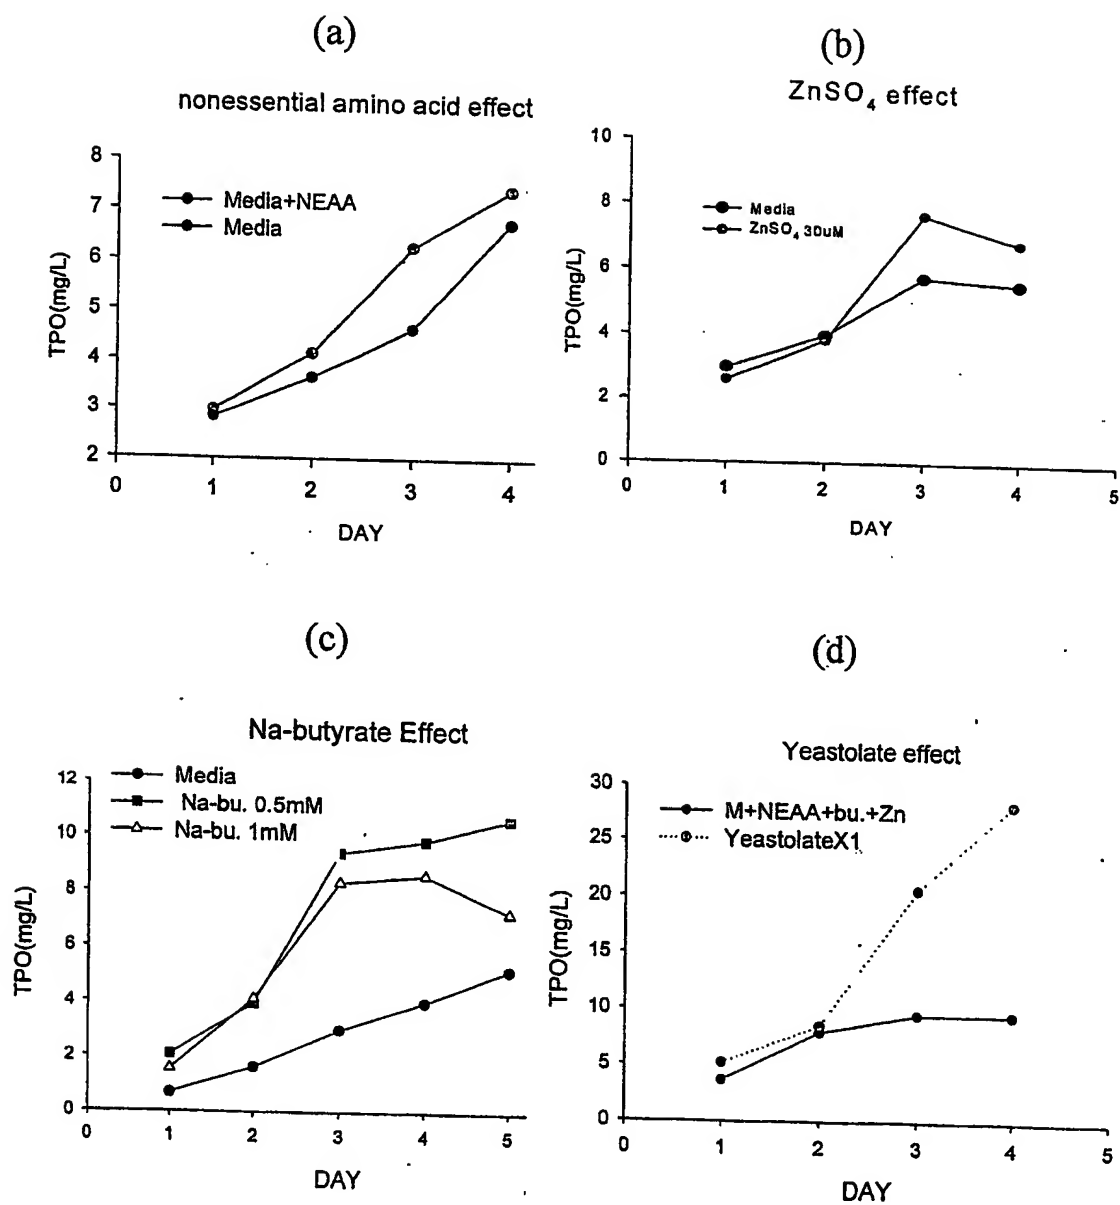 (a)
nonessential amino acid effect
8
7
6
5
4
3
2
TPO(mg/L)
Media+NEAA
Media
0
1
2
3
4
DAY
(b)
ZnSO4 effect
10
8
6
4
2
0
TPO(mg/L)
Media
ZnSO4 30uM
0
1
2
3
4
5
DAY
(c)
Na-butyrate Effect
12
10
8
6
4
2
0
TPO(mg/L)
Media
Na-bu. 0.5mM
Na-bu. 1mM
0
1
2
3
4
5
DAY
(d)
Yeastolate effect
30
25
20
15
10
5
0
TPO(mg/L)
M+NEAA+bu.+Zn
YeastolateX1
0
1
2
3
4
5
DAY